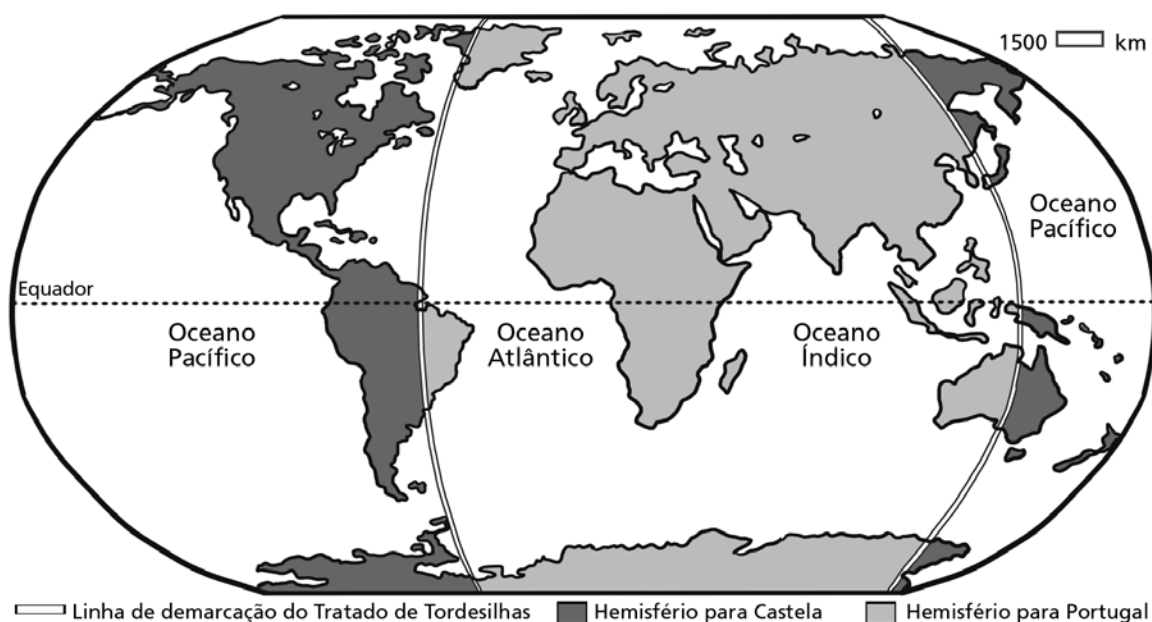 1500 km
Oceano
Pacífico
Equador
Oceano
Pacífico
Oceano
Atlântico
Oceano
Índico
Linha de demarcação do Tratado de Tordesilhas
Hemisfério para Castela
Hemisfério para Portugal